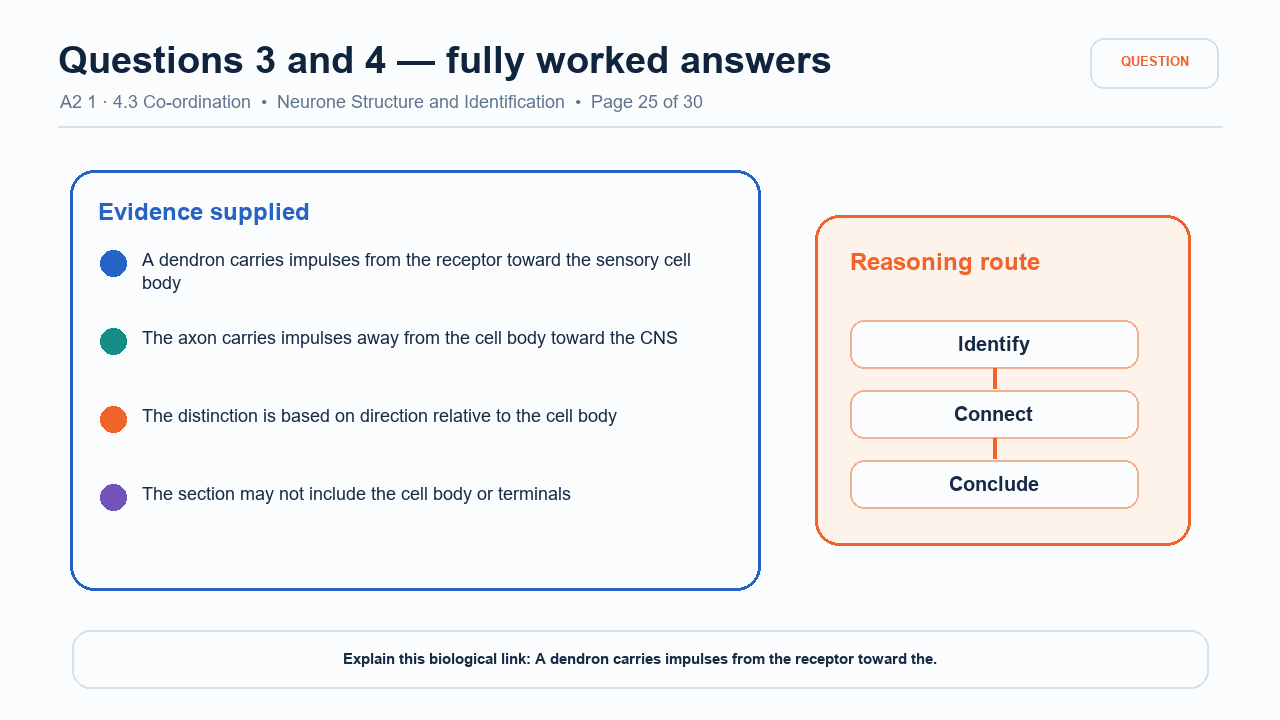 Questions 3 and 4 — fully worked answers
QUESTION
A2 1 · 4.3 Co-ordination • Neurone Structure and Identification • Page 25 of 30
Evidence supplied
A dendron carries impulses from the receptor toward the sensory cell
body
The axon carries impulses away from the cell body toward the CNS
The distinction is based on direction relative to the cell body
The section may not include the cell body or terminals
Reasoning route
Identify
Connect
Conclude
Explain this biological link: A dendron carries impulses from the receptor toward the.